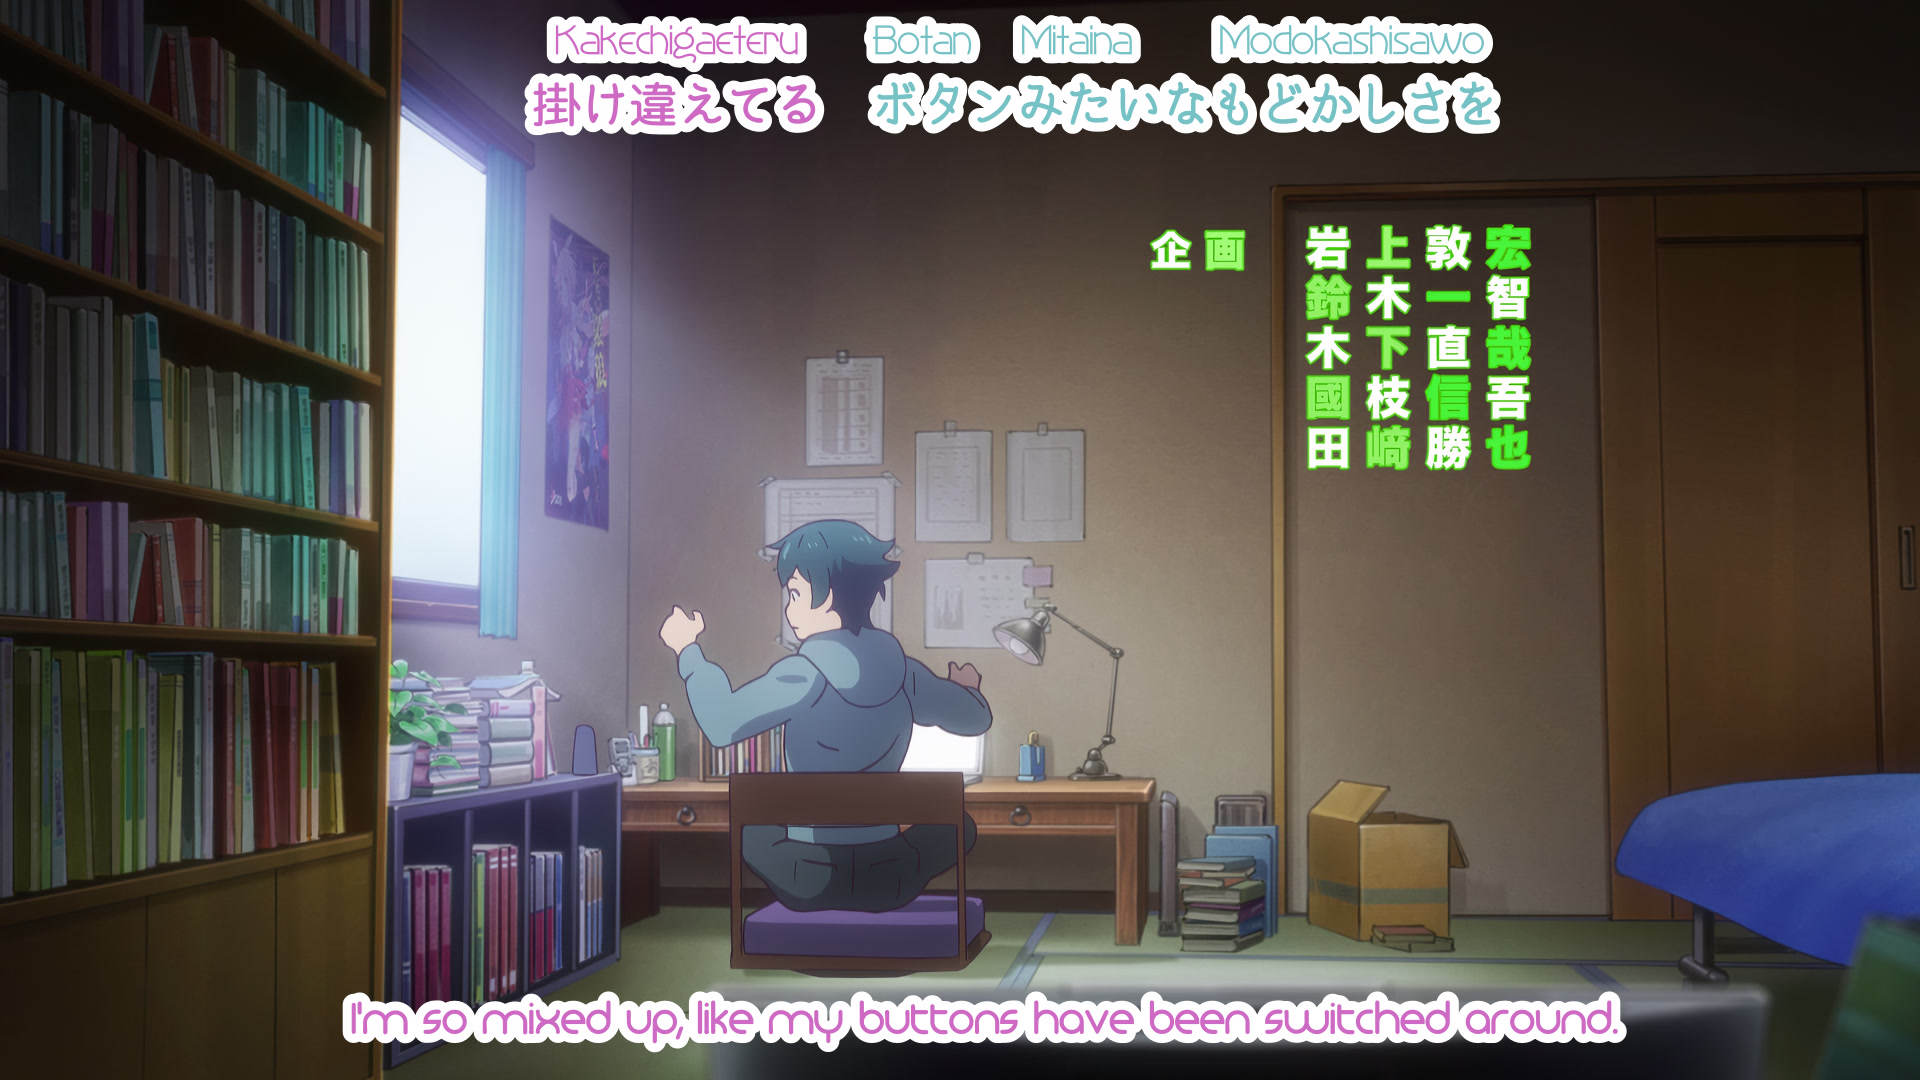 Kakechigaeteru Botan Mitaina Modokashisawo
掛け違えてる ボタンみたいなもどかしさを
企画
岩上敦宏
鈴木一智
木下直哉
國枝信吾
田﨑勝也
I'm so mixed up, like my buttons have been switched around.